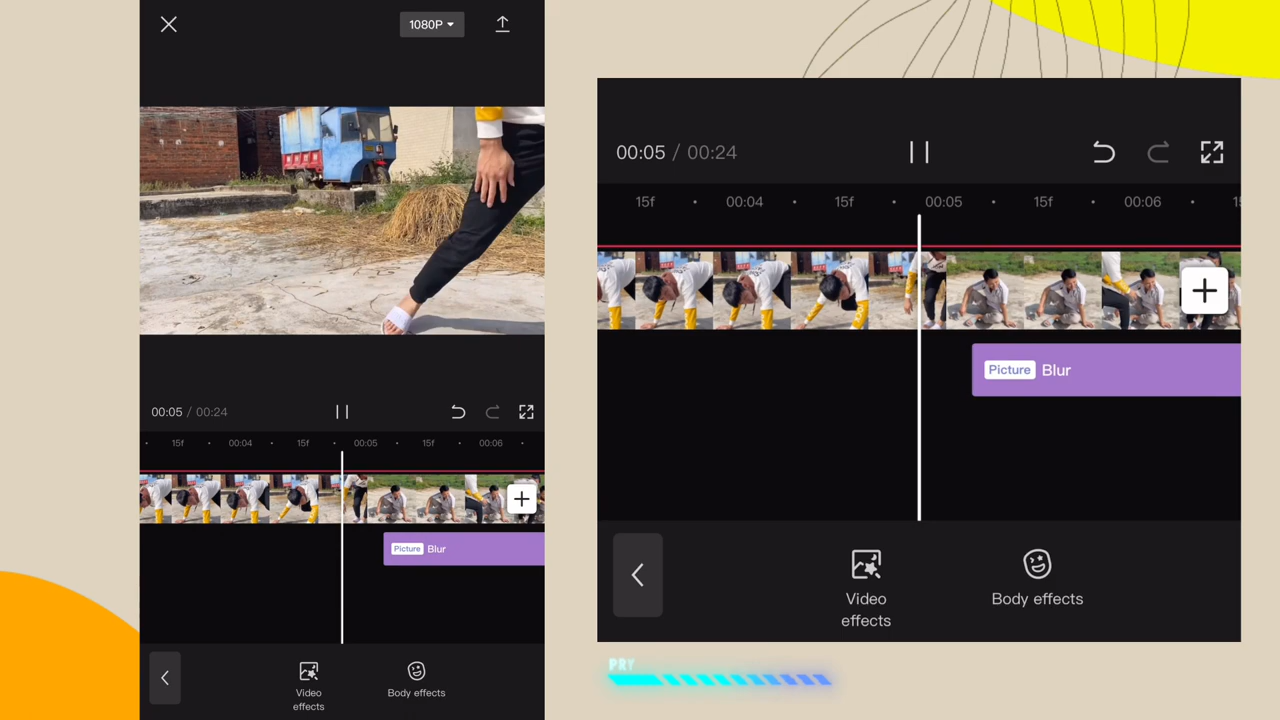 1080P
00:05 / 00:24
15f
00:04
15f
00:05
15f
00:06
Picture Blur
Video
effects
Body effects
00:05 / 00:24
15f
00:04
15f
00:05
15f
00:06
Picture Blur
Video
effects
Body effects